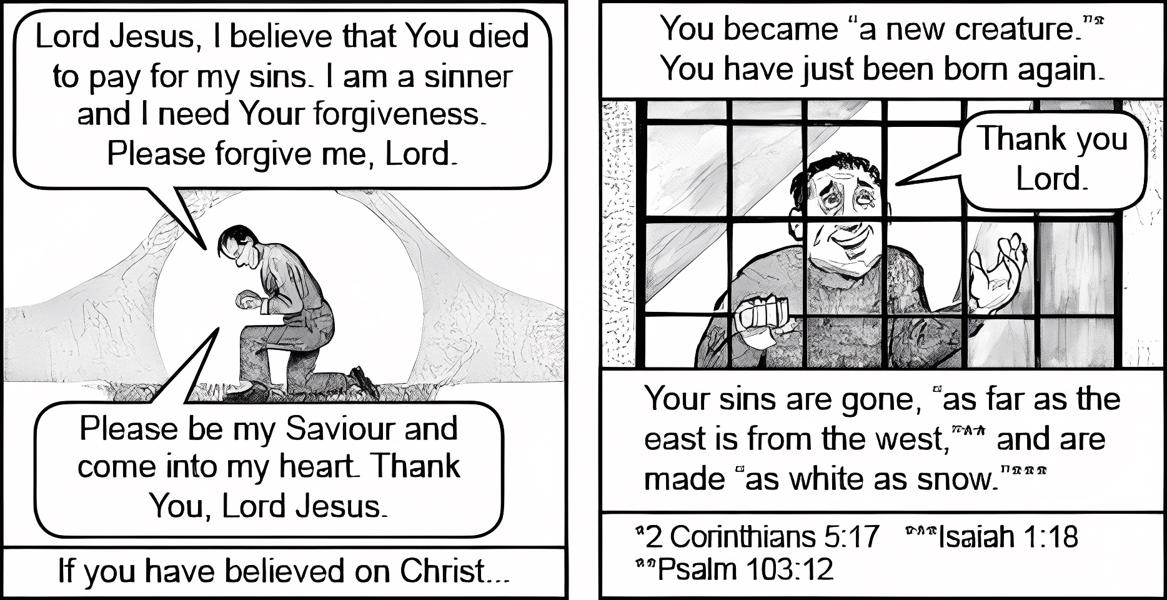 Lord Jesus, I believe that You died
to pay for my sins. I am a sinner
and I need Your forgiveness.
Please forgive me, Lord.
Please be my Saviour and
come into my heart. Thank
You, Lord Jesus.
If you have believed on Christ...
You became “a new creature.”*
You have just been born again.
Thank you
Lord.
Your sins are gone, “as far as the
east is from the west,”** and are
made “as white as snow.”***
*2 Corinthians 5:17 ***Isaiah 1:18
**Psalm 103:12